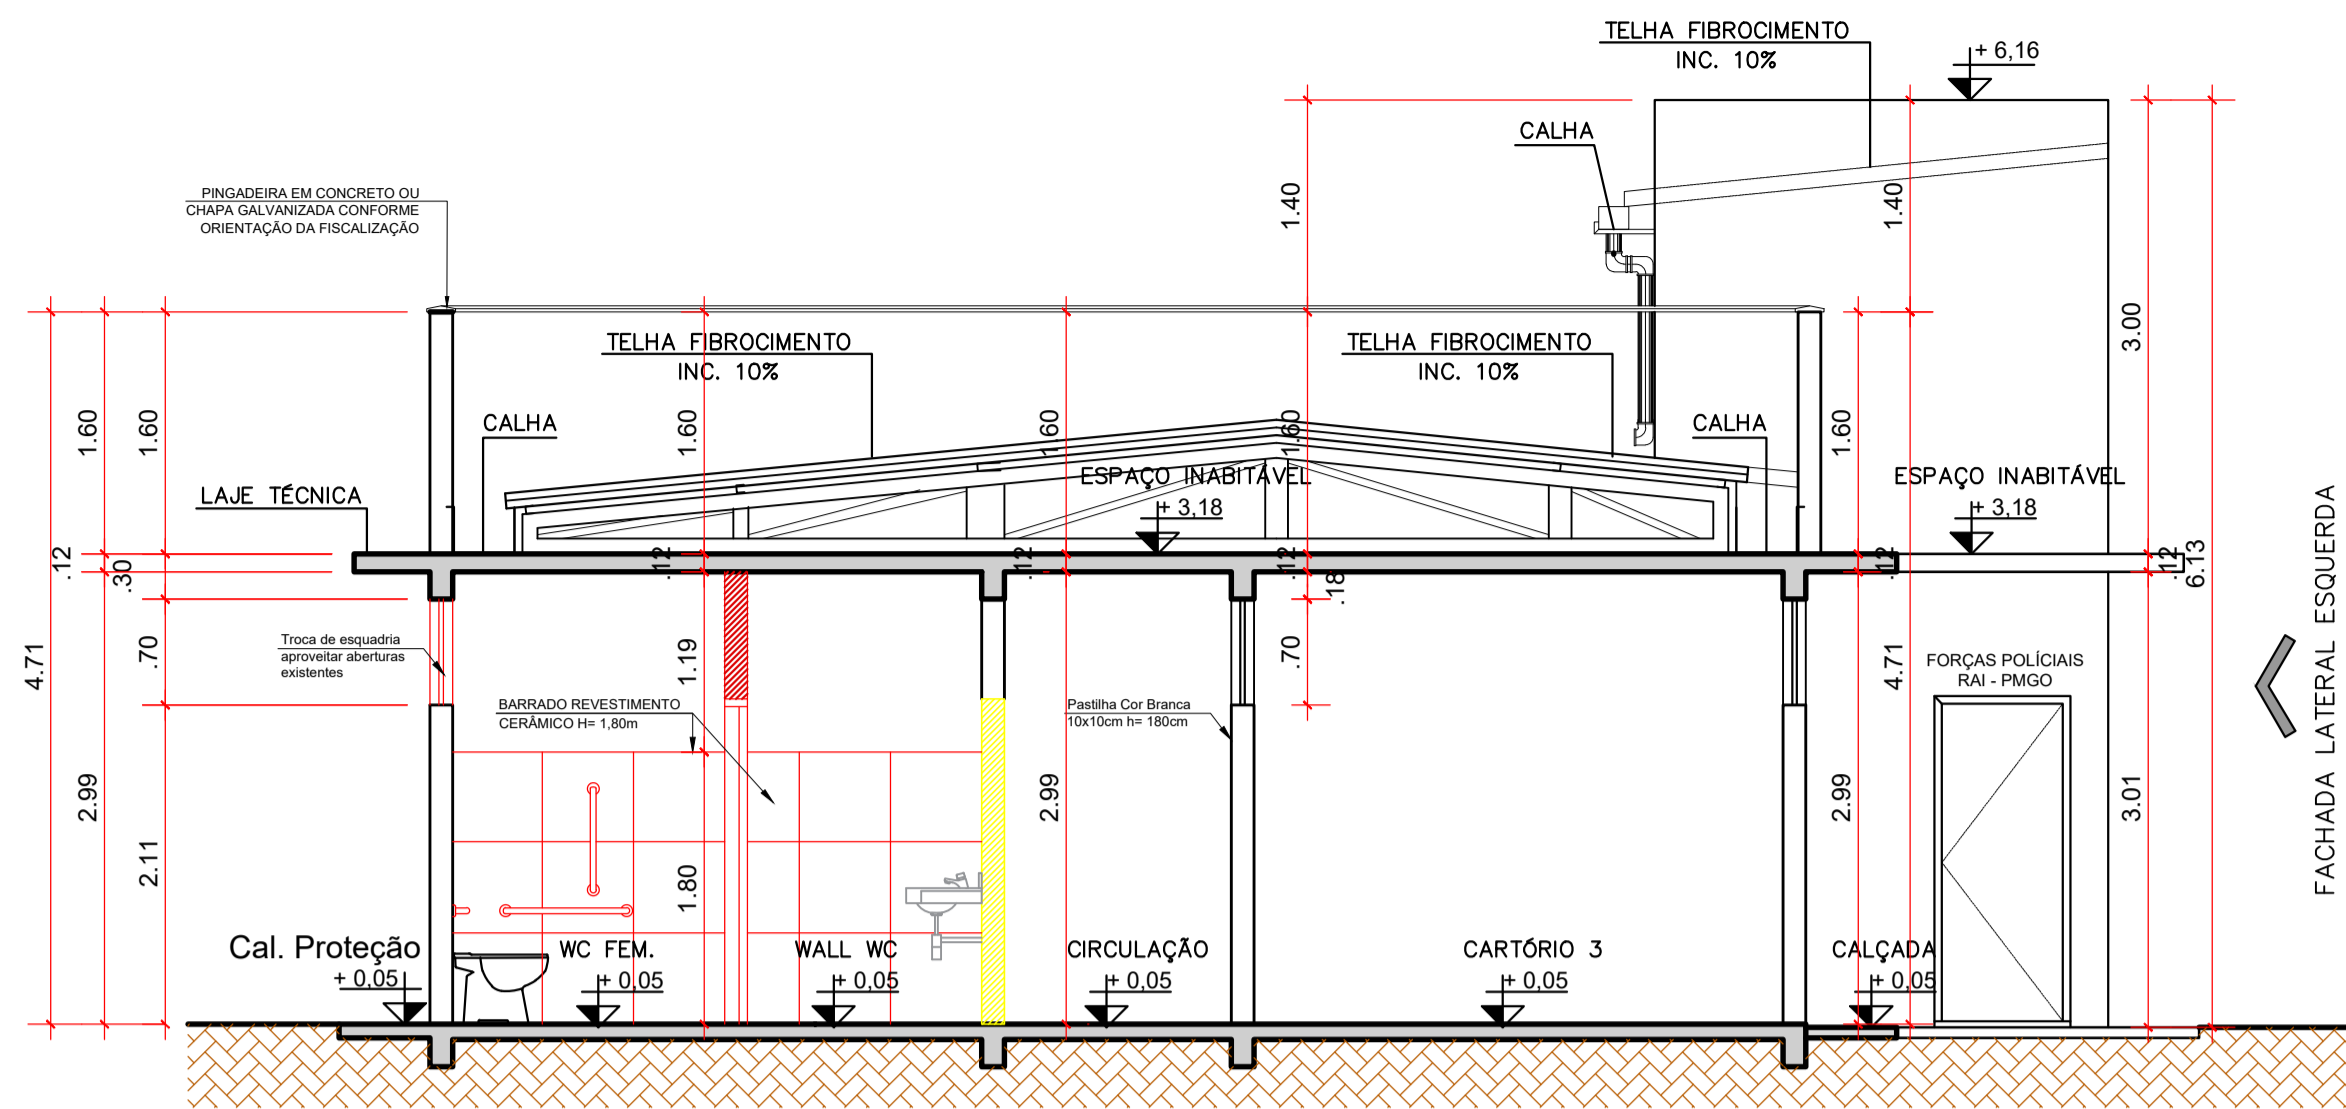 TELHA FIBROCIMENTO
INC. 10%
+ 6,16
CALHA
PINGADEIRA EM CONCRETO OU
CHAPA GALVANIZADA CONFORME
ORIENTAÇÃO DA FISCALIZAÇÃO
1.40
1.40
3.00
TELHA FIBROCIMENTO
INC. 10%
TELHA FIBROCIMENTO
INC. 10%
1.60
1.60
1.60
1.60
1.60
1.60
CALHA
CALHA
LAJE TÉCNICA
ESPAÇO INABITÁVEL
+ 3,18
ESPAÇO INABITÁVEL
+ 3,18
.12
.30
.12
.12
.12
.18
.12
.12
6.13
4.71
.70
1.19
.70
4.71
Troca de esquadria
aproveitar aberturas
existentes
BARRADO REVESTIMENTO
CERÂMICO H= 1,80m
Pastilha Cor Branca
10x10cm h= 180cm
FORÇAS POLÍCIAIS
RAI - PMGO
FACHADA LATERAL ESQUERDA
2.99
2.11
1.80
2.99
2.99
3.01
Cal. Proteção
+ 0,05
WC FEM.
+ 0,05
WALL WC
+ 0,05
CIRCULAÇÃO
+ 0,05
CARTÓRIO 3
+ 0,05
CALÇADA
+ 0,05